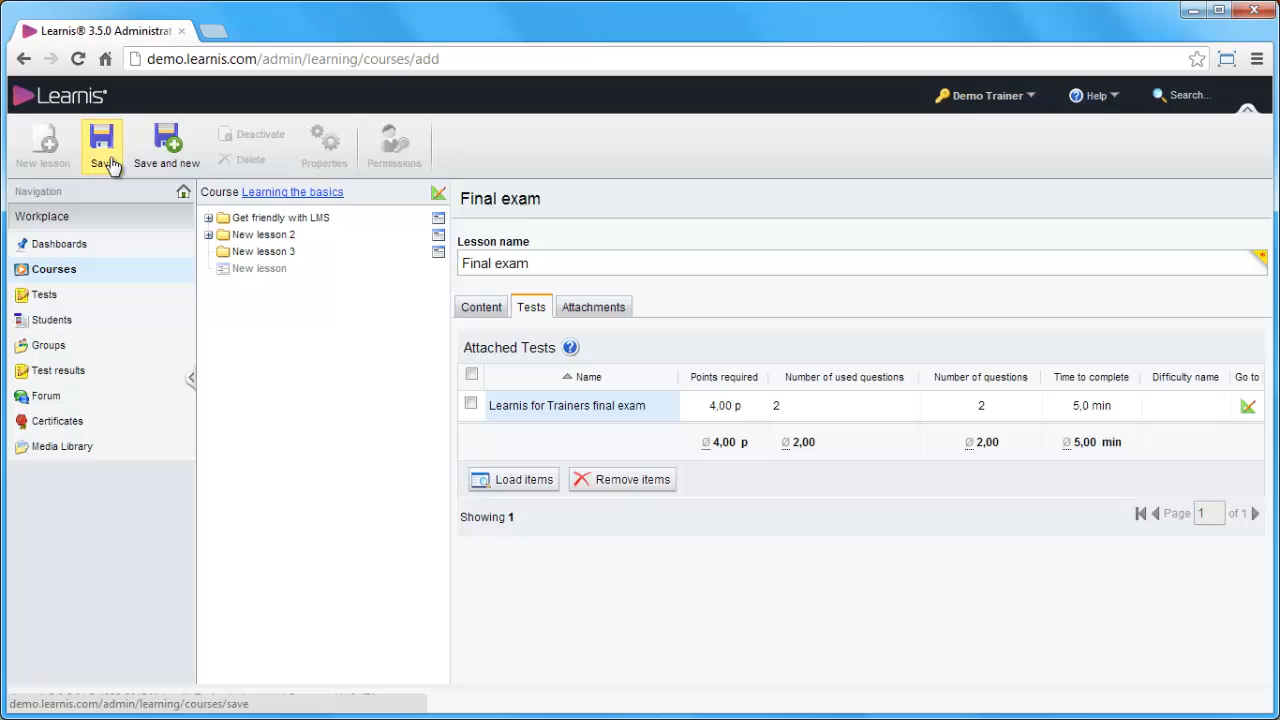 Learnis® 3.5.0 Administrat
demo.learnis.com/admin/learning/courses/add
Learnis
Demo Trainer
Help
Search...
New lesson
Save
Save and new
Deactivate
Delete
Properties
Permissions
Navigation
Workplace
Dashboards
Courses
Tests
Students
Groups
Test results
Forum
Certificates
Media Library
Course Learning the basics
Get friendly with LMS
New lesson 2
New lesson 3
New lesson
Final exam
Lesson name
Final exam
Content Tests Attachments
Attached Tests
Name Points required Number of used questions Number of questions Time to complete Difficulty name Go to
Learnis for Trainers final exam 4,00 p 2 2 5,0 min
Ø 4,00 p Ø 2,00 Ø 2,00 Ø 5,00 min
Load items Remove items
Showing 1
Page 1 of 1
demo.learnis.com/admin/learning/courses/save